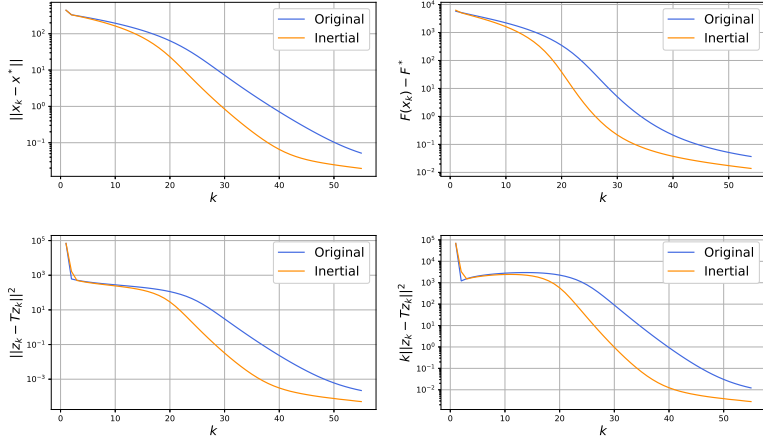 Original
Inertial
||x_k − x^*||
10^2
10^1
10^0
10^{−1}
0 10 20 30 40 50
k
Original
Inertial
F(x_k) − F^*
10^4
10^3
10^2
10^1
10^0
10^{−1}
10^{−2}
0 10 20 30 40 50
k
Original
Inertial
||z_k − Tz_k||^2
10^5
10^3
10^1
10^{−1}
10^{−3}
0 10 20 30 40 50
k
Original
Inertial
k||z_k − Tz_k||^2
10^5
10^4
10^3
10^2
10^1
10^0
10^{−1}
10^{−2}
0 10 20 30 40 50
k